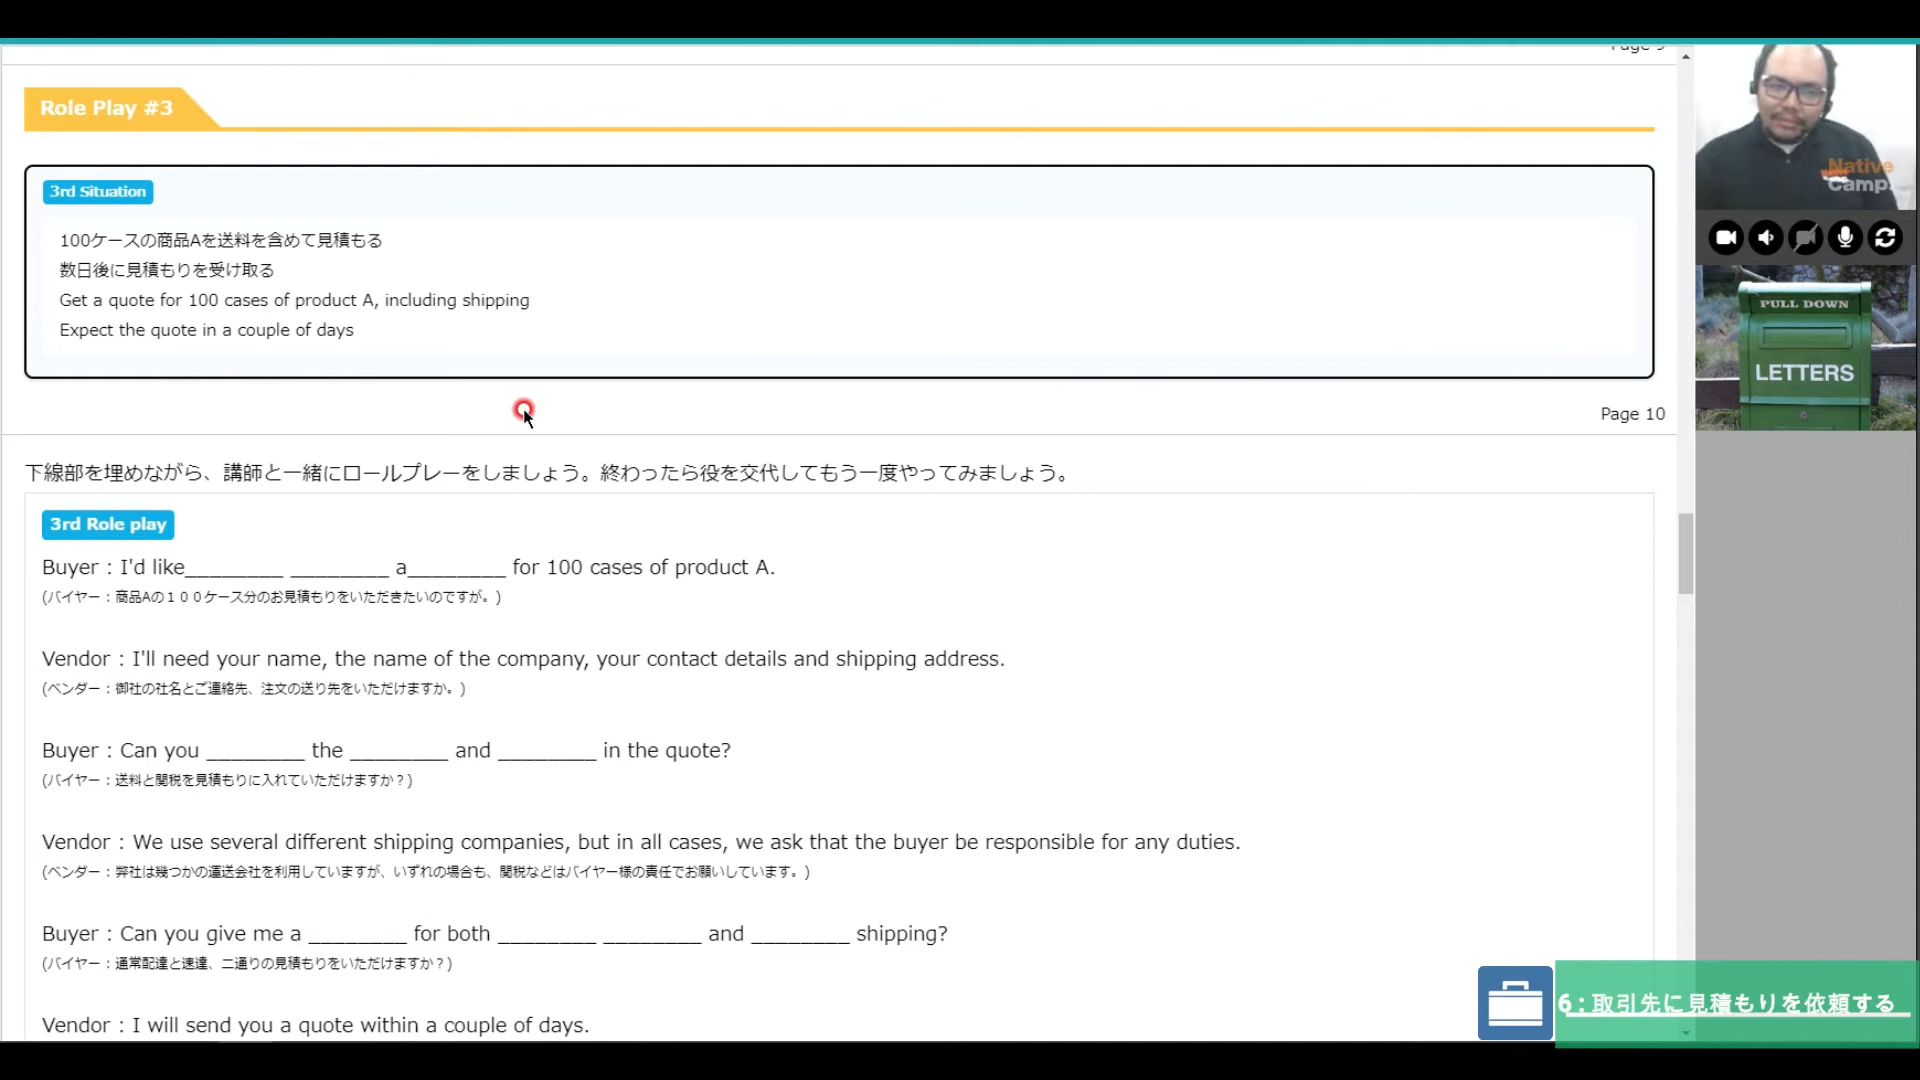 Page 9
Role Play #3
3rd Situation
100ケースの商品Aを送料を含めて見積もる
数日後に見積もりを受け取る
Get a quote for 100 cases of product A, including shipping
Expect the quote in a couple of days
Page 10
下線部を埋めながら、講師と一緒にロールプレーをしましょう。終わったら役を交代してもう一度やってみましょう。
3rd Role play
Buyer : I'd like________ ________ a________ for 100 cases of product A.
(バイヤー：商品Aの１００ケース分のお見積もりをいただきたいのですが。)
Vendor : I'll need your name, the name of the company, your contact details and shipping address.
(ベンダー：御社の社名とご連絡先、注文の送り先をいただけますか。)
Buyer : Can you ________ the ________ and ________ in the quote?
(バイヤー：送料と関税を見積もりに入れていただけますか？)
Vendor : We use several different shipping companies, but in all cases, we ask that the buyer be responsible for any duties.
(ベンダー：弊社は幾つかの運送会社を利用していますが、いずれの場合も、関税などはバイヤー様の責任でお願いしています。)
Buyer : Can you give me a ________ for both ________ ________ and ________ shipping?
(バイヤー：通常配達と速達、二通りの見積もりをいただけますか？)
Vendor : I will send you a quote within a couple of days.
Native
Camp.
PULL DOWN
LETTERS
6：取引先に見積もりを依頼する